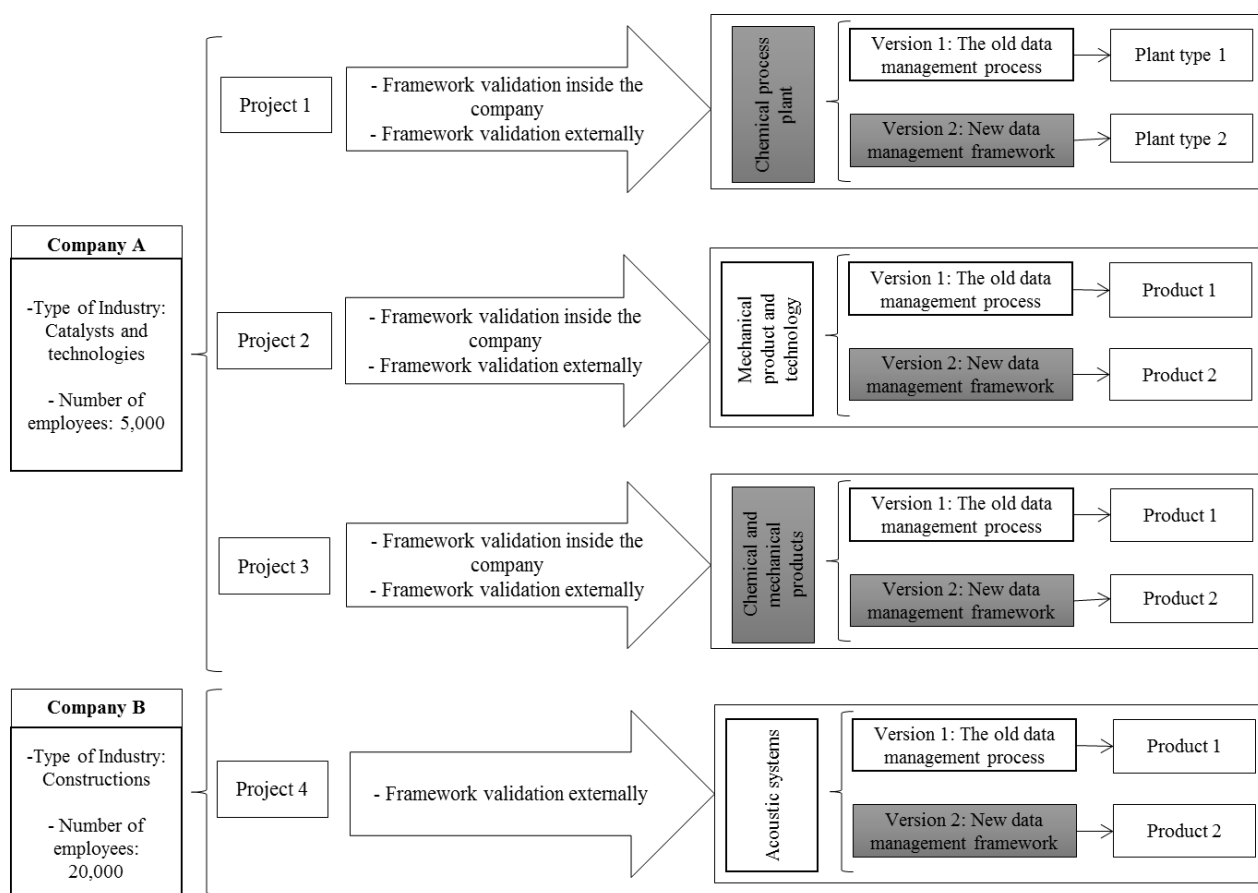 Company A
-Type of Industry:
Catalysts and
technologies
- Number of
employees: 5,000
Project 1
- Framework validation inside the
company
- Framework validation externally
Chemical process
plant
Version 1: The old data
management process
Plant type 1
Version 2: New data
management framework
Plant type 2
Project 2
- Framework validation inside the
company
- Framework validation externally
Mechanical
product and
technology
Version 1: The old data
management process
Product 1
Version 2: New data
management framework
Product 2
Project 3
- Framework validation inside the
company
- Framework validation externally
Chemical and
mechanical
products
Version 1: The old data
management process
Product 1
Version 2: New data
management framework
Product 2
Company B
-Type of Industry:
Constructions
- Number of
employees:
20,000
Project 4
- Framework validation externally
Acoustic systems
Version 1: The old data
management process
Product 1
Version 2: New data
management framework
Product 2